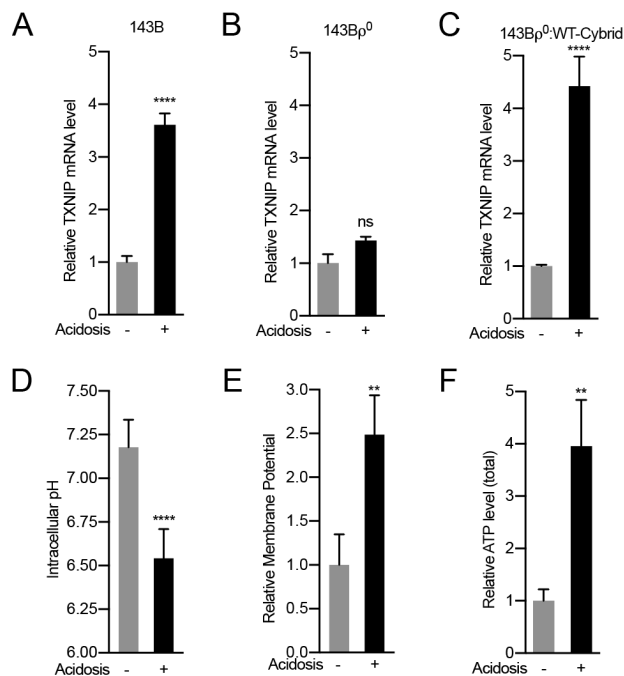 A
143B
Relative TXNIP mRNA level
5
4
3
2
1
0
****
Acidosis - +
B
143Bρ⁰
Relative TXNIP mRNA level
5
4
3
2
1
0
ns
Acidosis - +
C
143Bρ⁰:WT-Cybrid
Relative TXNIP mRNA level
5
4
3
2
1
0
****
Acidosis - +
D
Intracellular pH
7.50
7.25
7.00
6.75
6.50
6.25
6.00
****
Acidosis - +
E
Relative Membrane Potential
3.0
2.5
2.0
1.5
1.0
0.5
0.0
**
Acidosis - +
F
Relative ATP level (total)
5
4
3
2
1
0
**
Acidosis - +